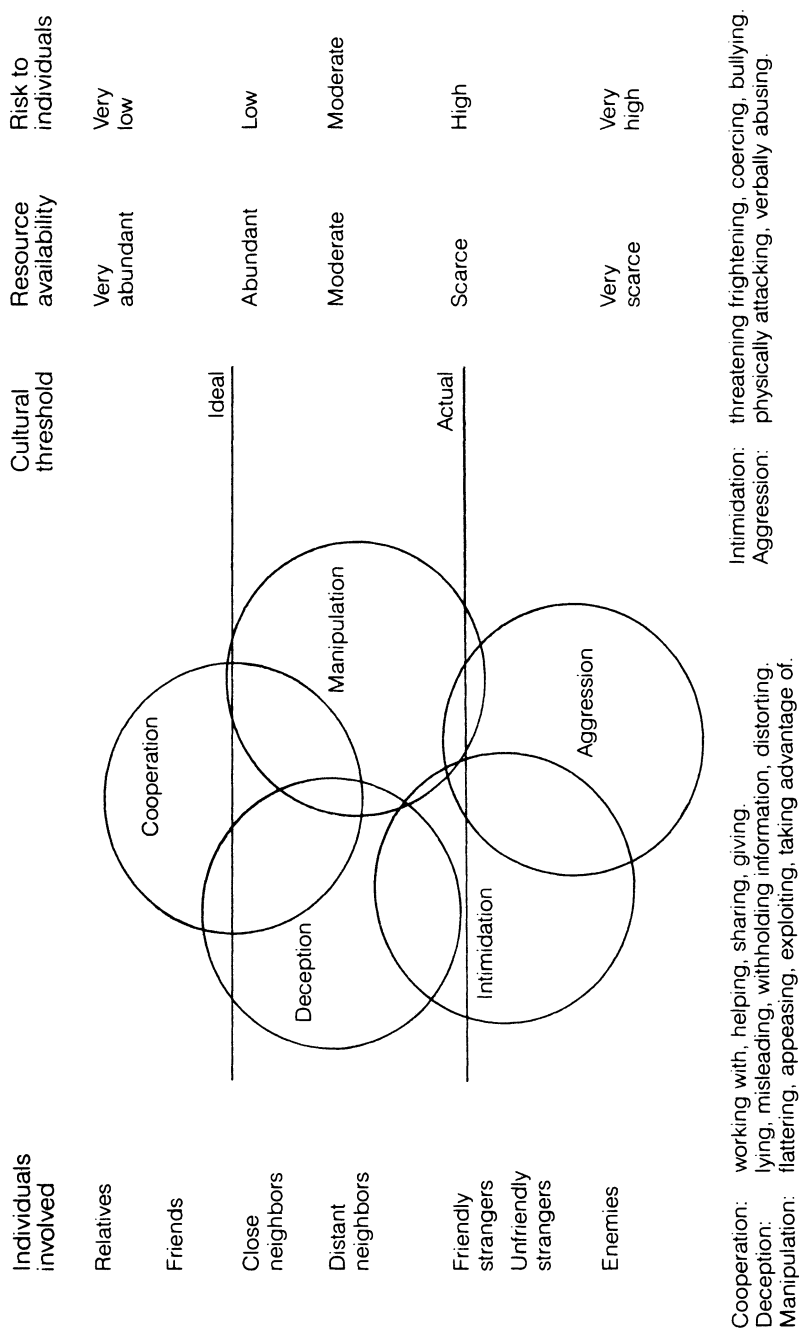 Individuals
involved
Cultural
threshold
Resource
availability
Risk to
individuals
Relatives
Friends
Close
neighbors
Distant
neighbors
Friendly
strangers
Unfriendly
strangers
Enemies
Cooperation
Deception
Manipulation
Intimidation
Aggression
Ideal
Actual
Very
abundant
Abundant
Moderate
Scarce
Very
scarce
Very
low
Low
Moderate
High
Very
high
Cooperation: working with, helping, sharing, giving.
Deception: lying, misleading, withholding information, distorting.
Manipulation: flattering, appeasing, exploiting, taking advantage of.
Intimidation: threatening frightening, coercing, bullying.
Aggression: physically attacking, verbally abusing.